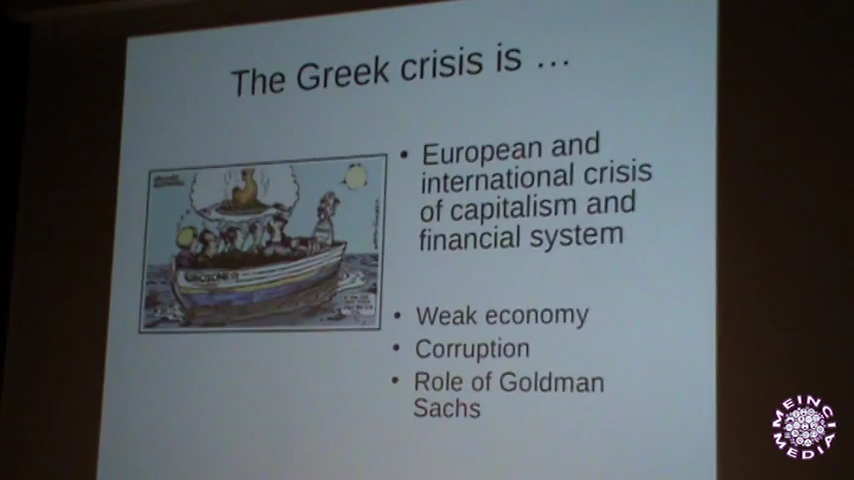 The Greek crisis is ...
• European and
international crisis
of capitalism and
financial system
• Weak economy
• Corruption
• Role of Goldman
Sachs
MEINCI
MEDIA